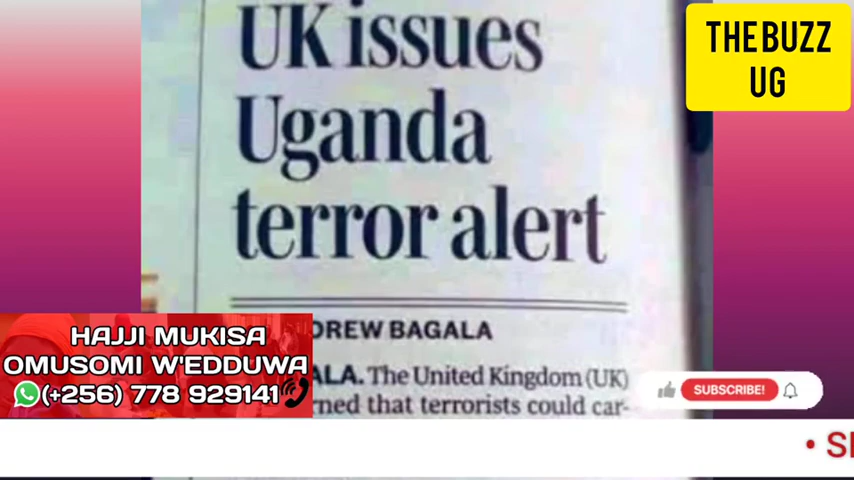 UK issues
Uganda
terror alert
DREW BAGALA
ALA. The United Kingdom (UK)
rned that terrorists could car-
THE BUZZ
UG
HAJJI MUKISA
OMUSOMI W'EDDUWA
(+256) 778 929141
SUBSCRIBE!
•